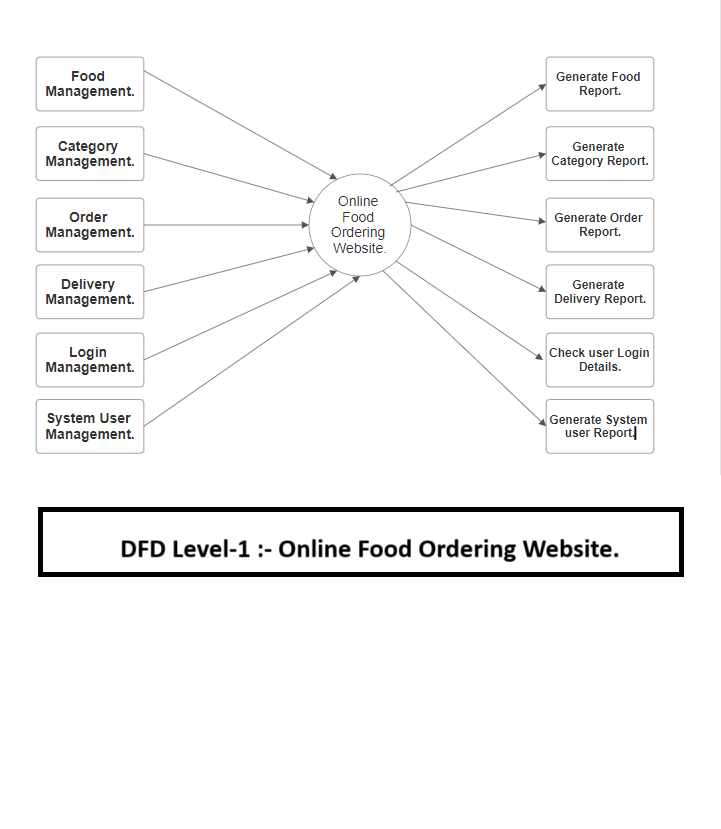 Food
Management.
Category
Management.
Order
Management.
Delivery
Management.
Login
Management.
System User
Management.
Online
Food
Ordering
Website.
Generate Food
Report.
Generate
Category Report.
Generate Order
Report.
Generate
Delivery Report.
Check user Login
Details.
Generate System
user Report.
DFD Level-1 :- Online Food Ordering Website.